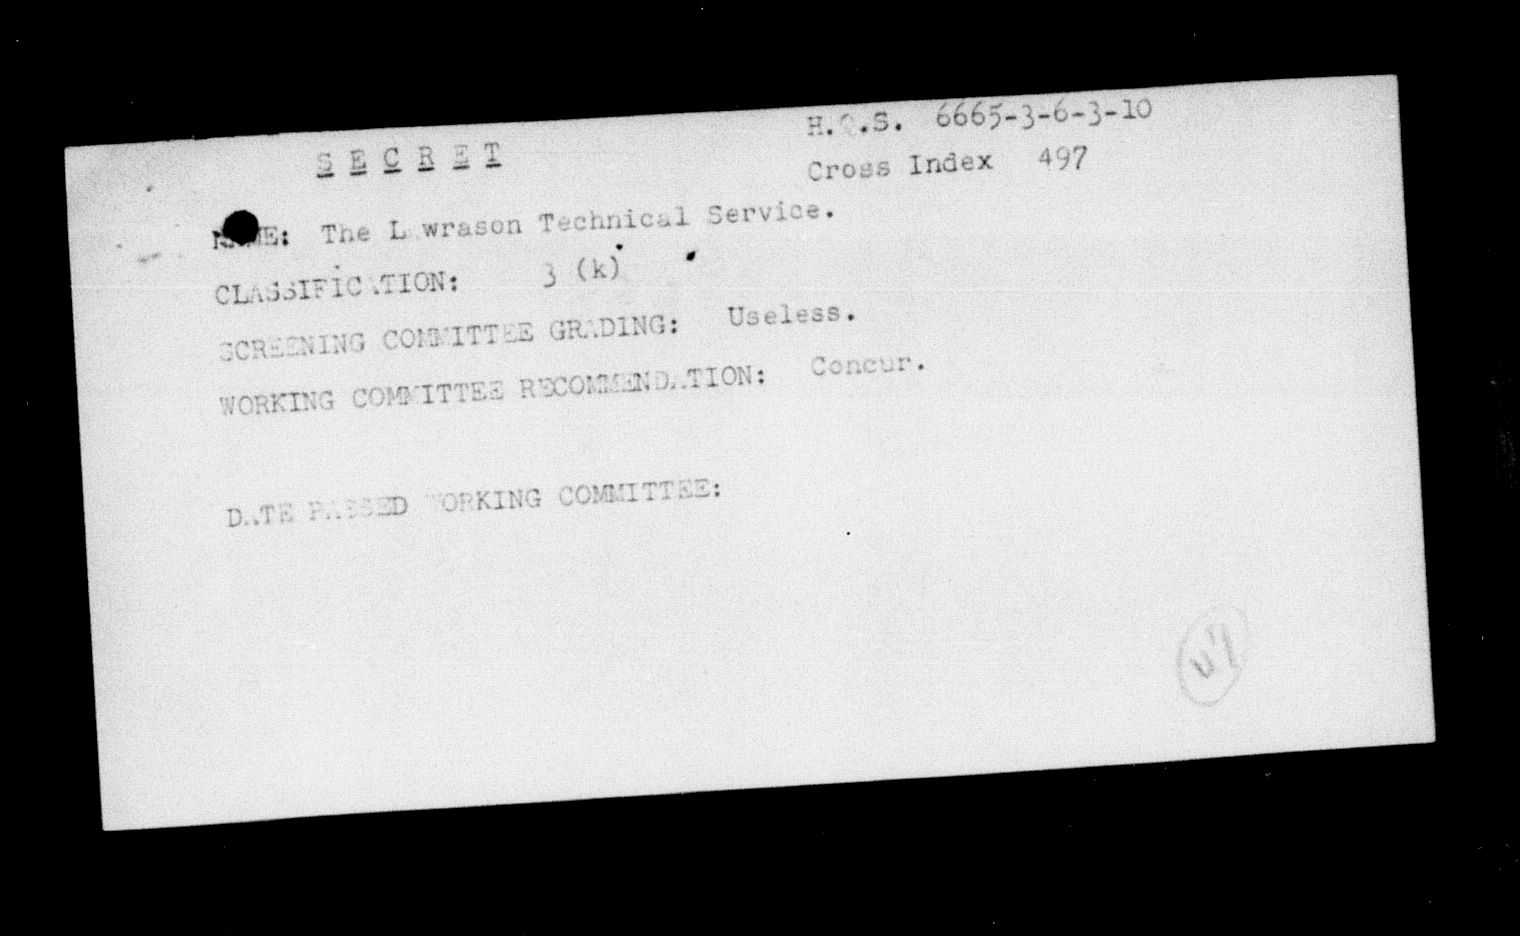 S E C R E T
H.Q.S. 6665-3-6-3-10
Cross Index 497
NAME: The Lawrason Technical Service.
CLASSIFICATION: 3 (k)
SCREENING COMMITTEE GRADING: Useless.
WORKING COMMITTEE RECOMMENDATION: Concur.
DATE PASSED WORKING COMMITTEE: